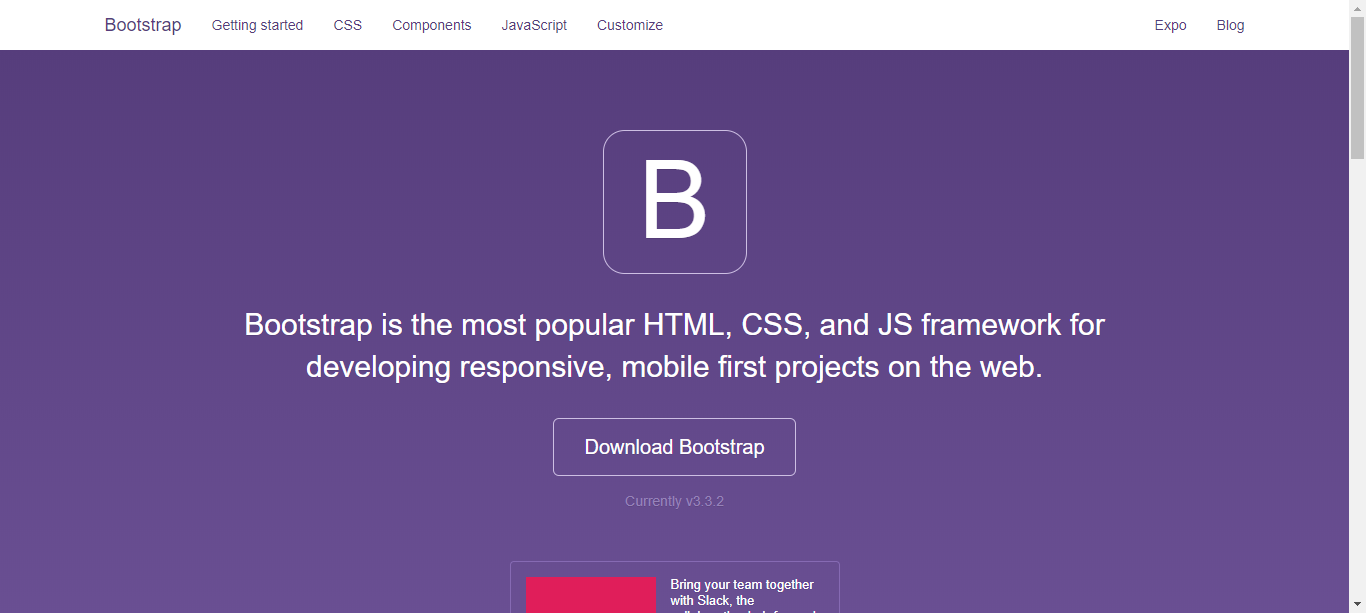 Bootstrap Getting started CSS Components JavaScript Customize Expo Blog
B
Bootstrap is the most popular HTML, CSS, and JS framework for
developing responsive, mobile first projects on the web.
Download Bootstrap
Currently v3.3.2
Bring your team together
with Slack, the